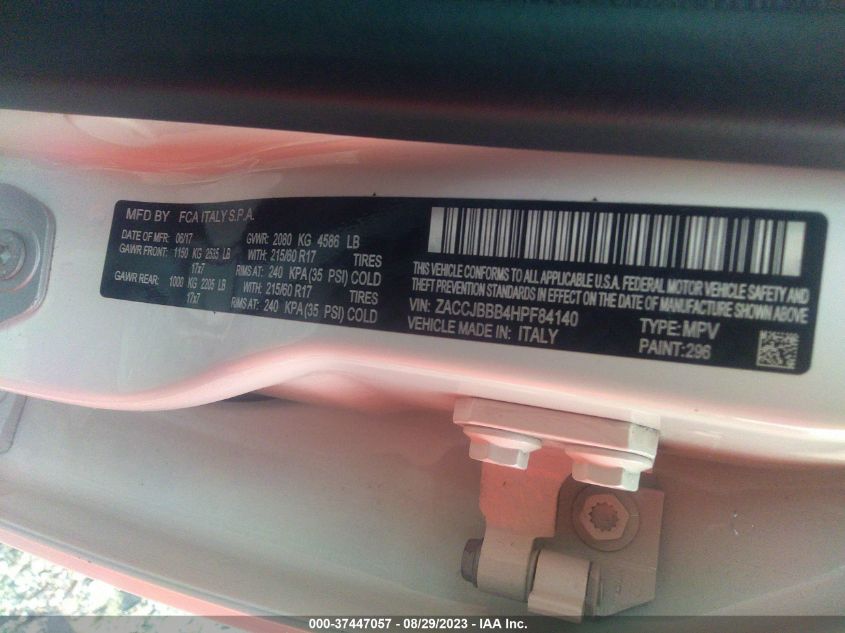 MFD BY FCA ITALY S.P.A.
DATE OF MFR: 06/17 GVWR: 2080 KG 4586 LB
GAWR FRONT: 1150 KG 2535 LB WITH: 215/60 R17 TIRES
17x7 RIMS AT: 240 KPA (35 PSI) COLD
GAWR REAR: 1000 KG 2205 LB WITH: 215/60 R17 TIRES
17x7 RIMS AT: 240 KPA (35 PSI) COLD
THIS VEHICLE CONFORMS TO ALL APPLICABLE U.S.A. FEDERAL MOTOR VEHICLE SAFETY AND
THEFT PREVENTION STANDARDS IN EFFECT ON THE DATE OF MANUFACTURE SHOWN ABOVE
VIN: ZACCJBBB4HPF84140 TYPE: MPV
VEHICLE MADE IN: ITALY PAINT: 296
000-37447057 - 08/29/2023 - IAA Inc.